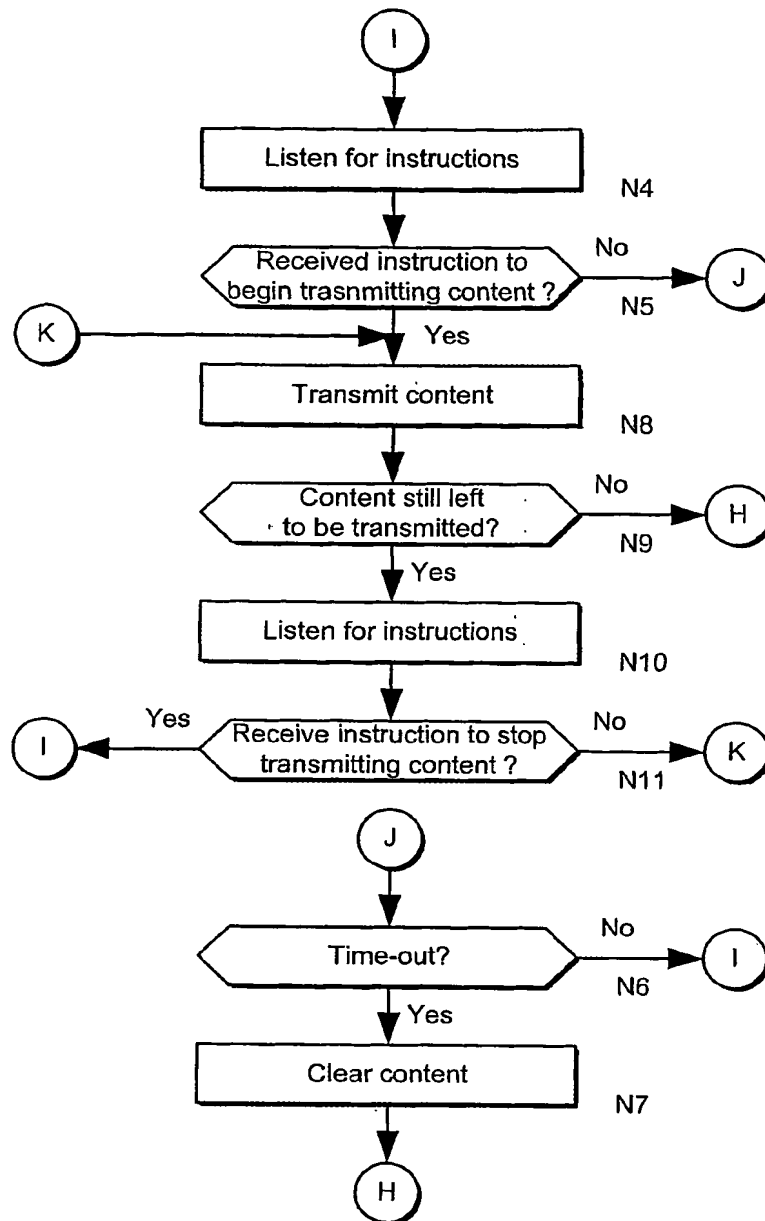 I
Listen for instructions
N4
Received instruction to
begin trasnmitting content ?
No
J
N5
K
Yes
Transmit content
N8
Content still left
to be transmitted?
No
H
N9
Yes
Listen for instructions
N10
Yes
I
Receive instruction to stop
transmitting content ?
No
K
N11
J
Time-out?
No
I
N6
Yes
Clear content
N7
H